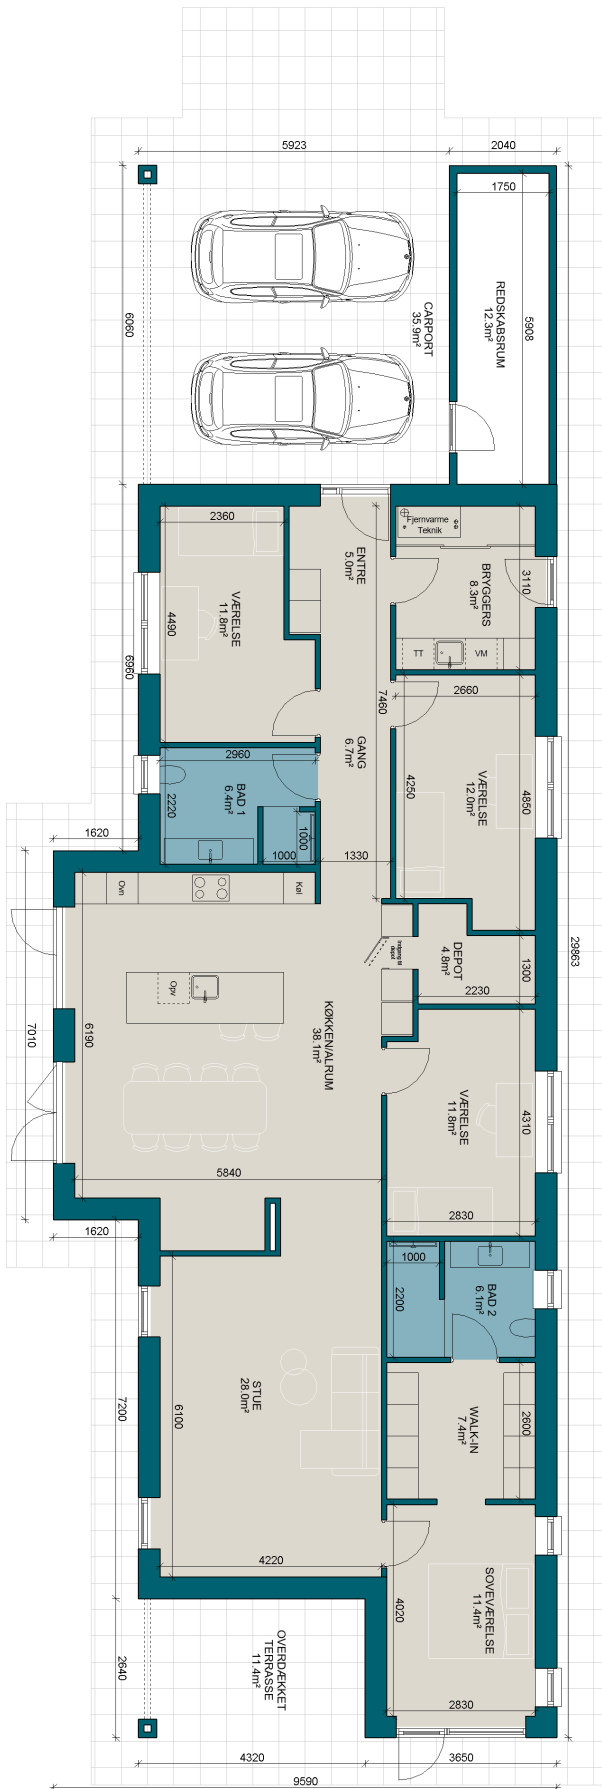 5923
2040
1750
REDSKABSRUM
12.3m²
5908
CARPORT
35.9m²
6060
2360
ENTRE
5.0m²
Fjernvarme
Teknik
BRYGGERS
8.3m²
3110
VÆRELSE
11.8m²
4490
6960
TT
VM
2660
7460
GANG
6.7m²
2960
BAD 1
6.4m²
2220
4250
VÆRELSE
12.0m²
4850
1000
1000
1620
1330
Ovn
Køl
29863
Indgang til
depot
DEPOT
4.8m²
1300
2230
Opv
KØKKEN/ALRUM
38.1m²
7010
6190
VÆRELSE
11.8m²
4310
5840
2830
1620
1000
2200
BAD 2
6.1m²
STUE
28.0m²
7200
6100
WALK-IN
7.4m²
2600
4220
4020
SOVEVÆRELSE
11.4m²
OVERDÆKKET
TERRASSE
11.4m²
2640
2830
4320
3650
9590